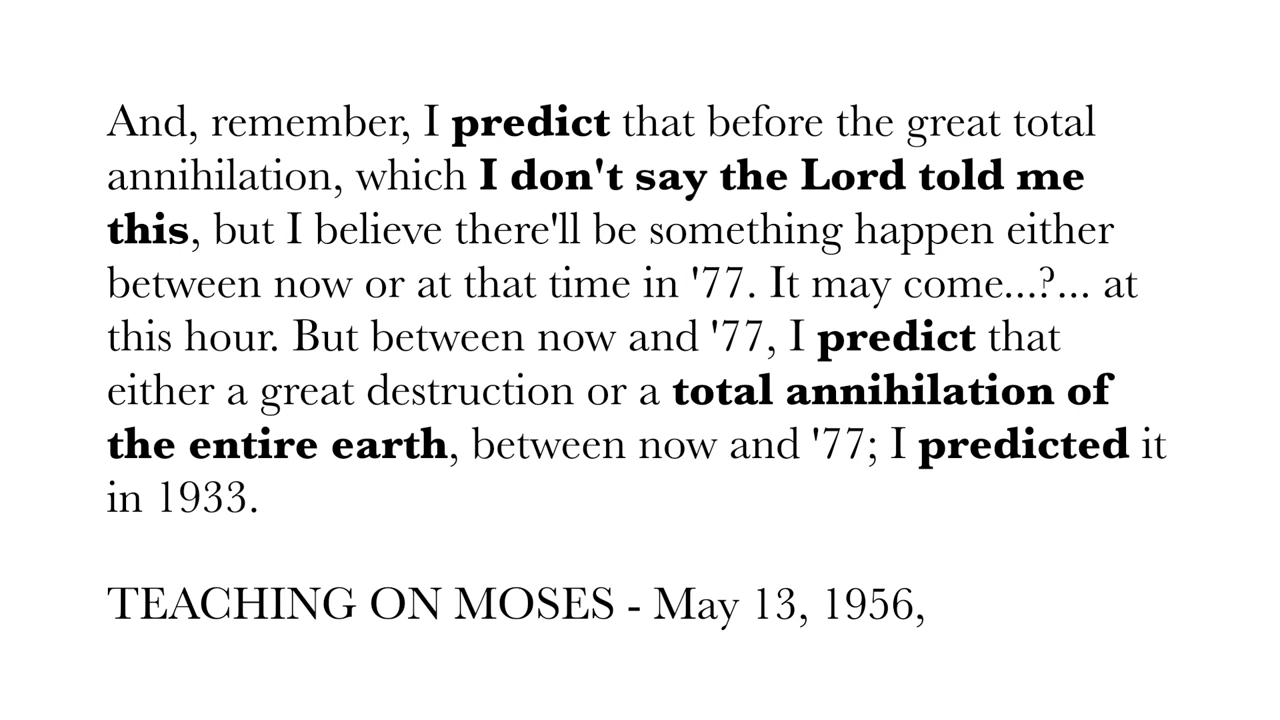 And, remember, I predict that before the great total
annihilation, which I don't say the Lord told me
this, but I believe there'll be something happen either
between now or at that time in '77. It may come...?... at
this hour. But between now and '77, I predict that
either a great destruction or a total annihilation of
the entire earth, between now and '77; I predicted it
in 1933.
TEACHING ON MOSES - May 13, 1956,